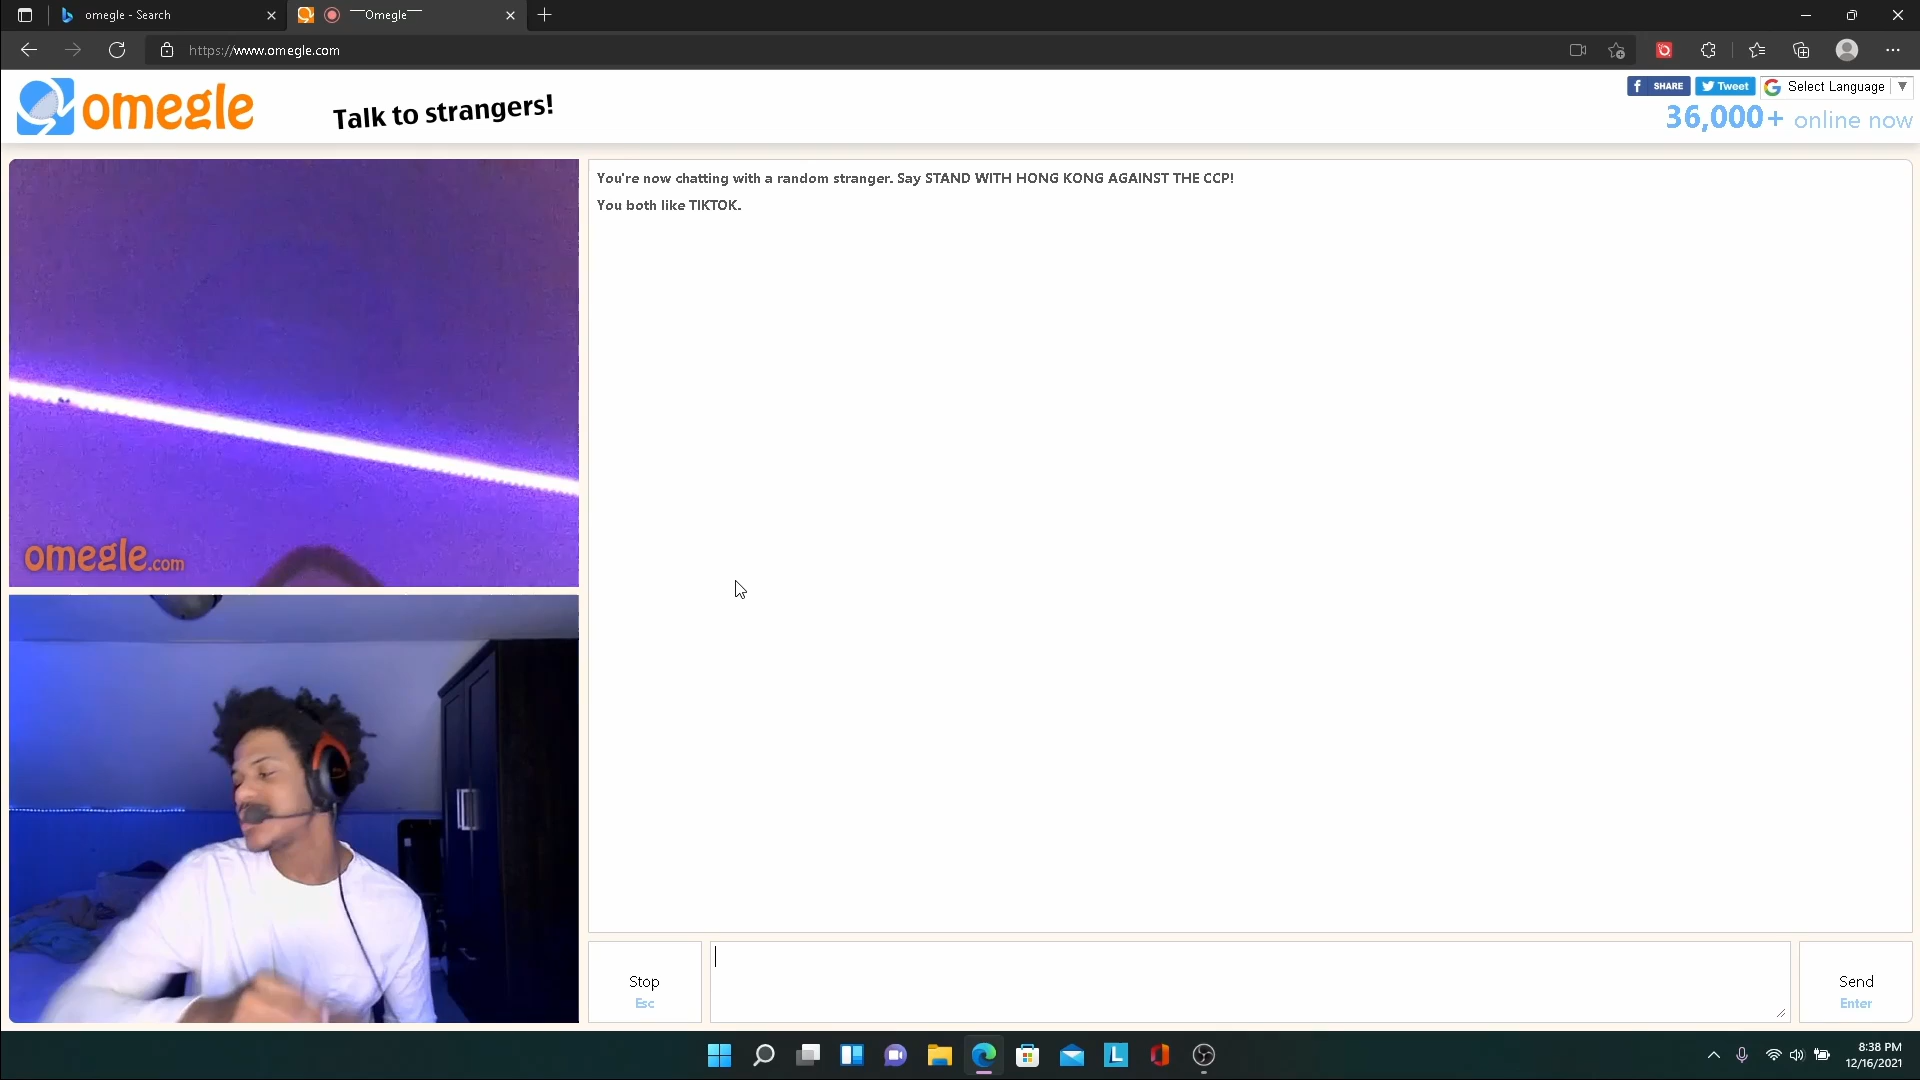 omegle - Search
Omegle
https://www.omegle.com
omegle
Talk to strangers!
SHARE
Tweet
Select Language
36,000+ online now
You're now chatting with a random stranger. Say STAND WITH HONG KONG AGAINST THE CCP!
You both like TIKTOK.
omegle.com
Stop
Esc
Send
Enter
8:38 PM
12/16/2021